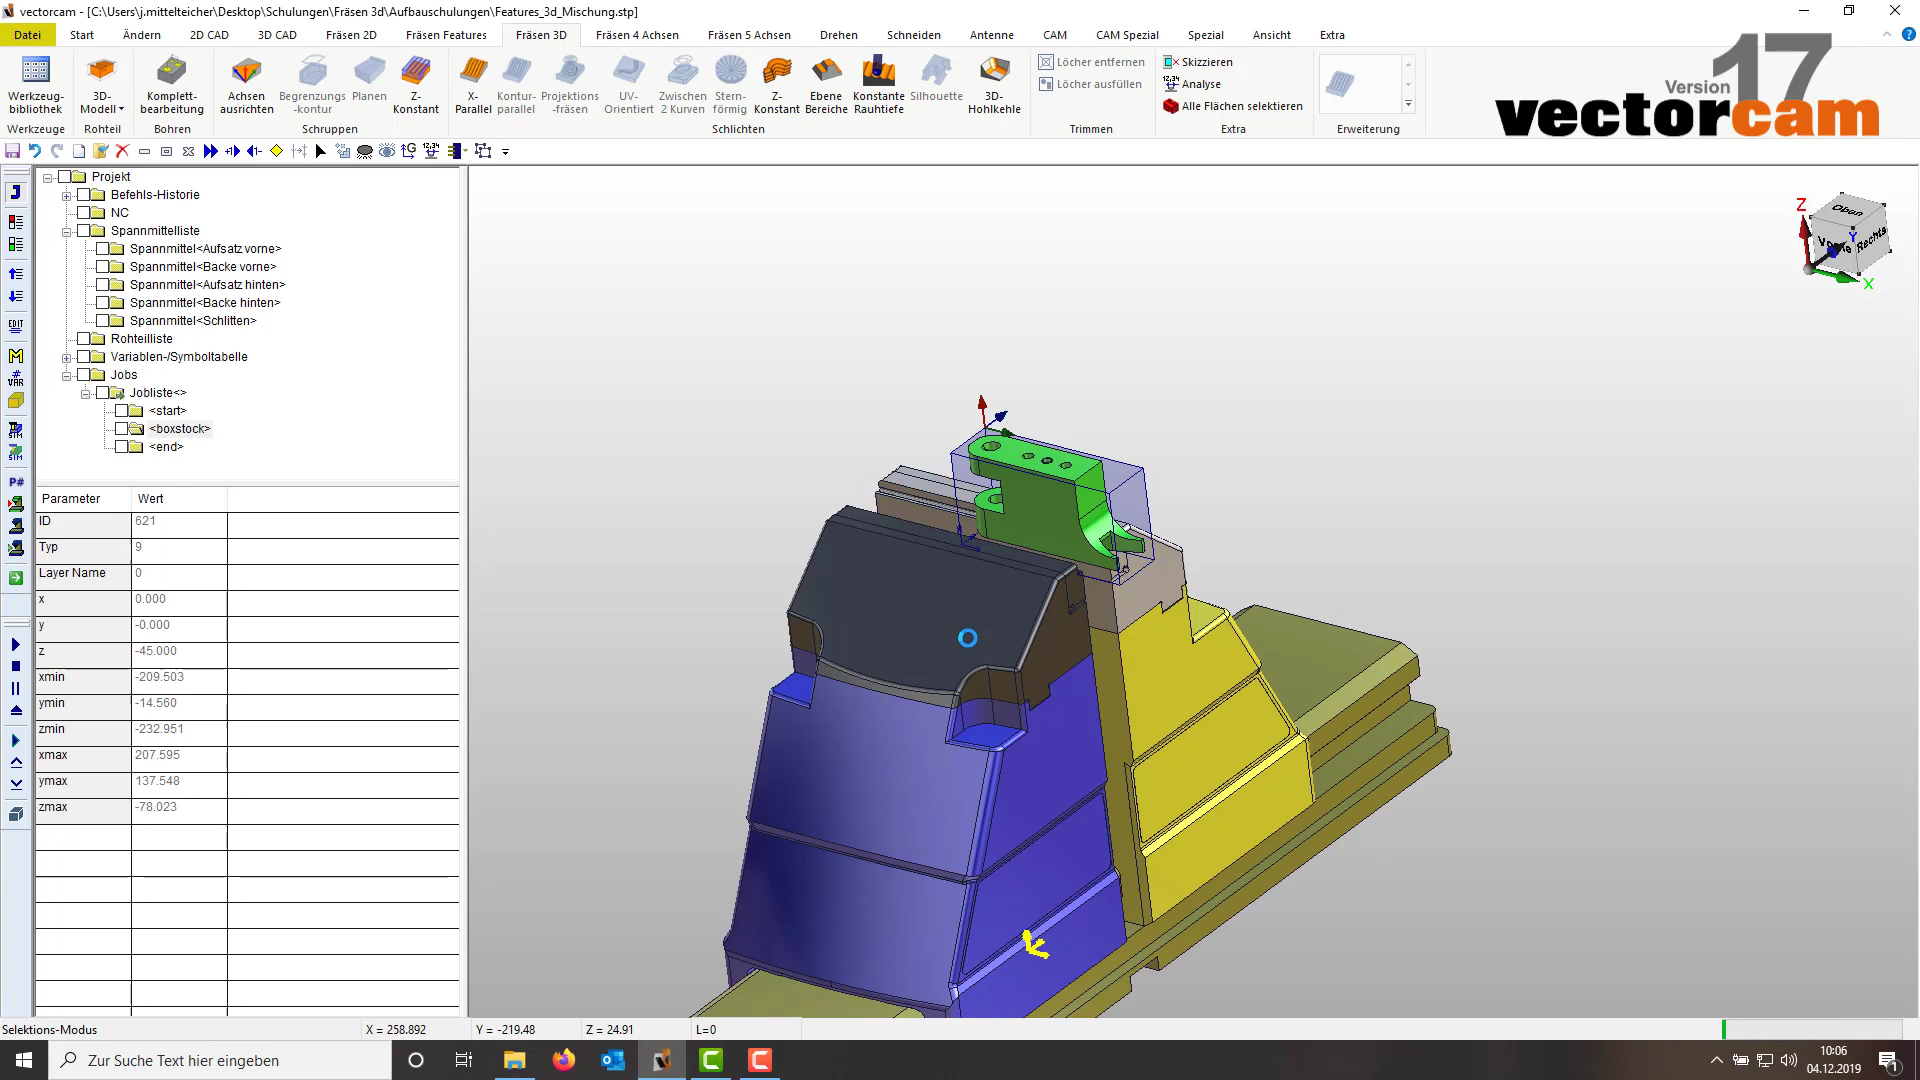 vectorcam - [C:\Users\j.mittelteicher\Desktop\Schulungen\Fräsen 3d\Aufbauschulungen\Features_3d_Mischung.stp]
Datei Start Ändern 2D CAD 3D CAD Fräsen 2D Fräsen Features Fräsen 3D Fräsen 4 Achsen Fräsen 5 Achsen Drehen Schneiden Antenne CAM CAM Spezial Spezial Ansicht Extra
Werkzeug-
bibliothek
Werkzeuge
3D-
Modell
Rohteil
Komplett-
bearbeitung
Bohren
Achsen
ausrichten
Begrenzungs
-kontur
Planen
Z-
Konstant
Schruppen
X-
Parallel
Kontur-
parallel
Projektions
-fräsen
UV-
Orientiert
Zwischen
2 Kurven
Stern-
förmig
Z-
Konstant
Ebene
Bereiche
Konstante
Rauhtiefe
Silhouette
3D-
Hohlkehle
Schlichten
Löcher entfernen
Löcher ausfüllen
Trimmen
Skizzieren
Analyse
Alle Flächen selektieren
Extra
Erweiterung
Version 17
vectorcam
Projekt
Befehls-Historie
NC
Spannmittelliste
Spannmittel<Aufsatz vorne>
Spannmittel<Backe vorne>
Spannmittel<Aufsatz hinten>
Spannmittel<Backe hinten>
Spannmittel<Schlitten>
Rohteilliste
Variablen-/Symboltabelle
Jobs
Jobliste<>
<start>
<boxstock>
<end>
EDIT
M
# VAR
SIM
SIM
P#
Parameter Wert
ID 621
Typ 9
Layer Name 0
x 0.000
y -0.000
z -45.000
xmin -209.503
ymin -14.560
zmin -232.951
xmax 207.595
ymax 137.548
zmax -78.023
Oben
Rechts
Z
Y
X
Selektions-Modus X = 258.892 Y = -219.48 Z = 24.91 L=0
Zur Suche Text hier eingeben
10:06
04.12.2019
1